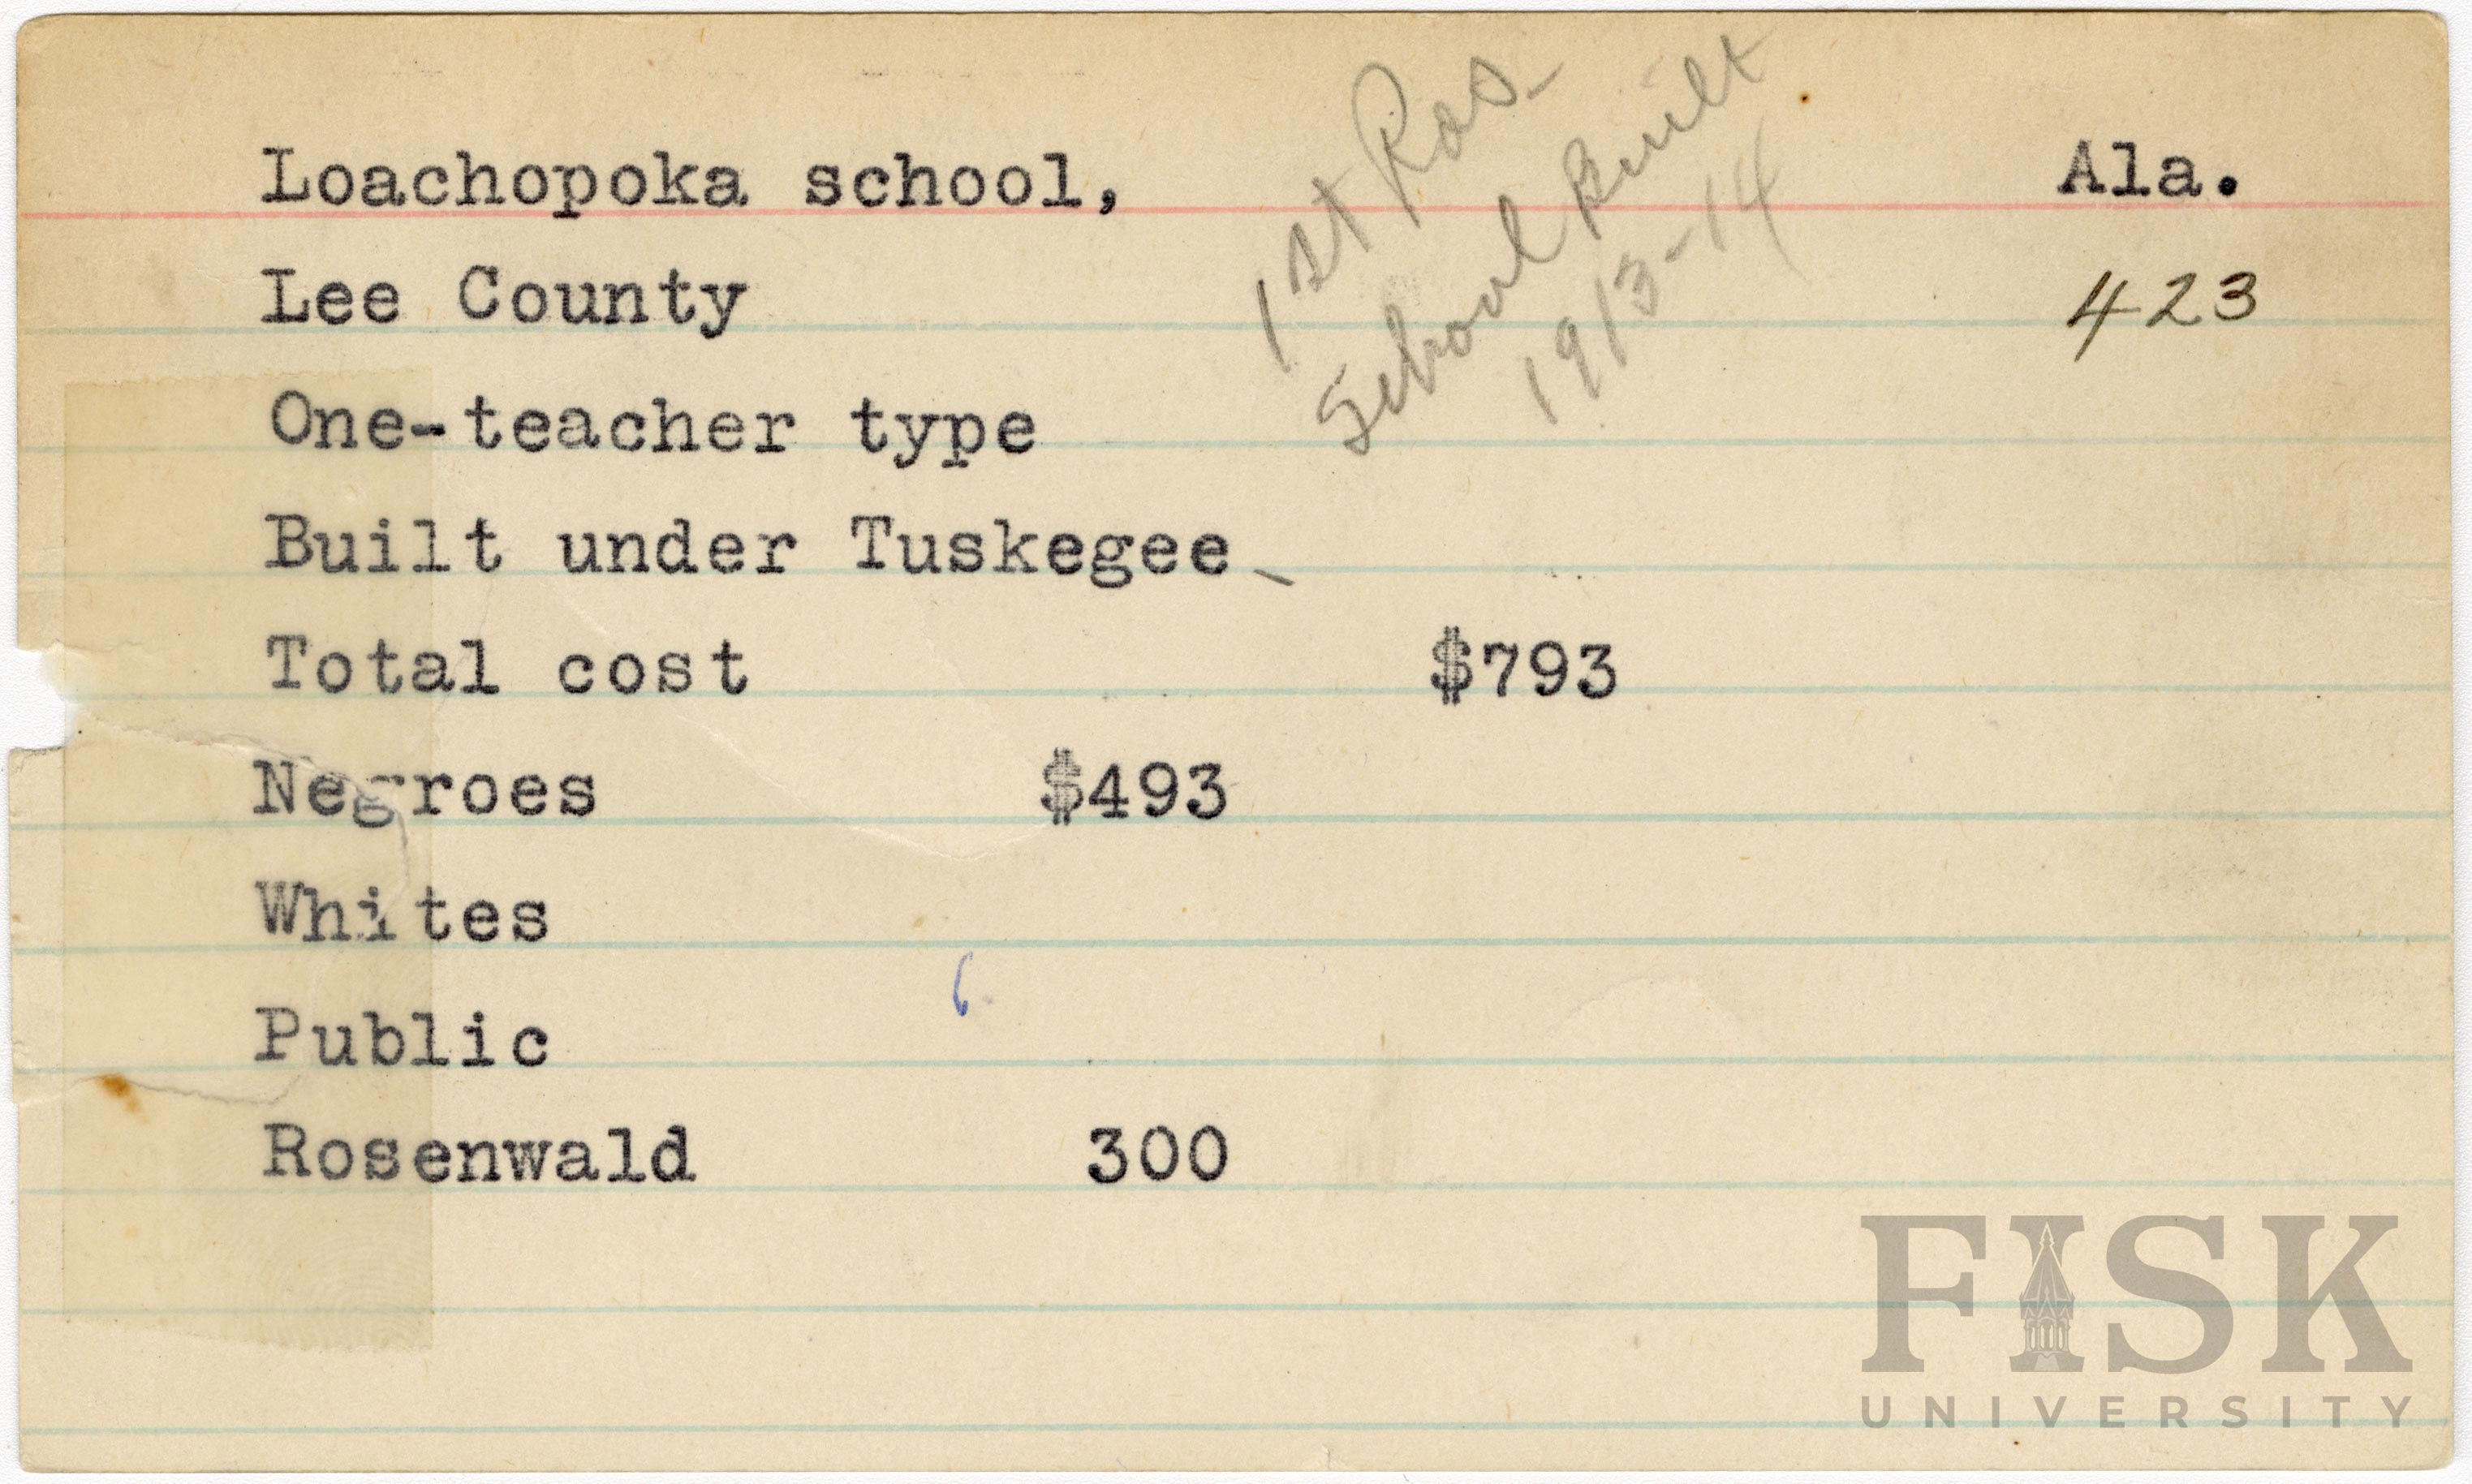 Loachopoka school,
Ala.
1st Ros-
School Built
1913-14
Lee County
423
One-teacher type
Built under Tuskegee
Total cost $793
Negroes $493
Whites
Public
Rosenwald 300
FISK
UNIVERSITY